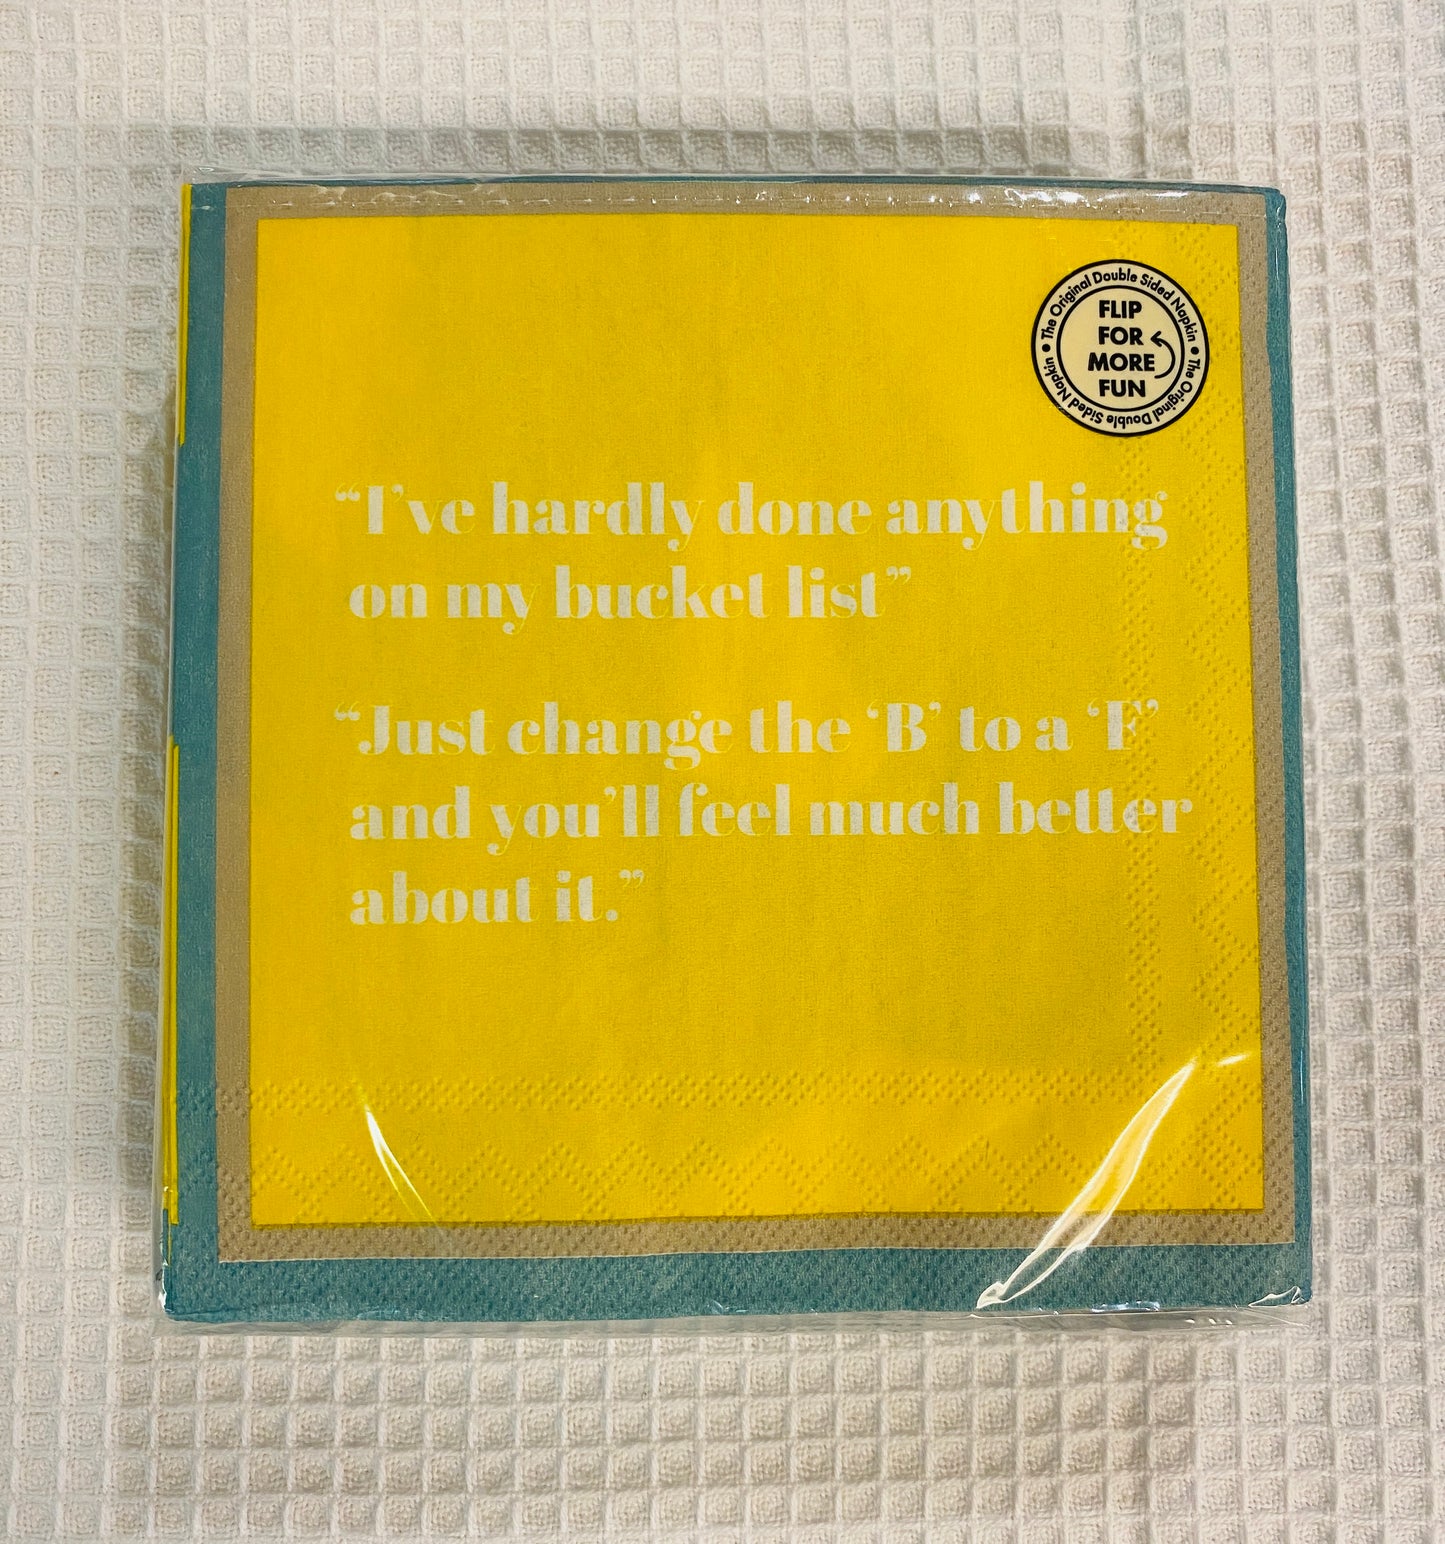 The Original Double Sided Napkin • The Original Double Sided Napkin •
FLIP
FOR
MORE
FUN
“I’ve hardly done anything
on my bucket list”
“Just change the ‘B’ to a ‘F’
and you’ll feel much better
about it.”